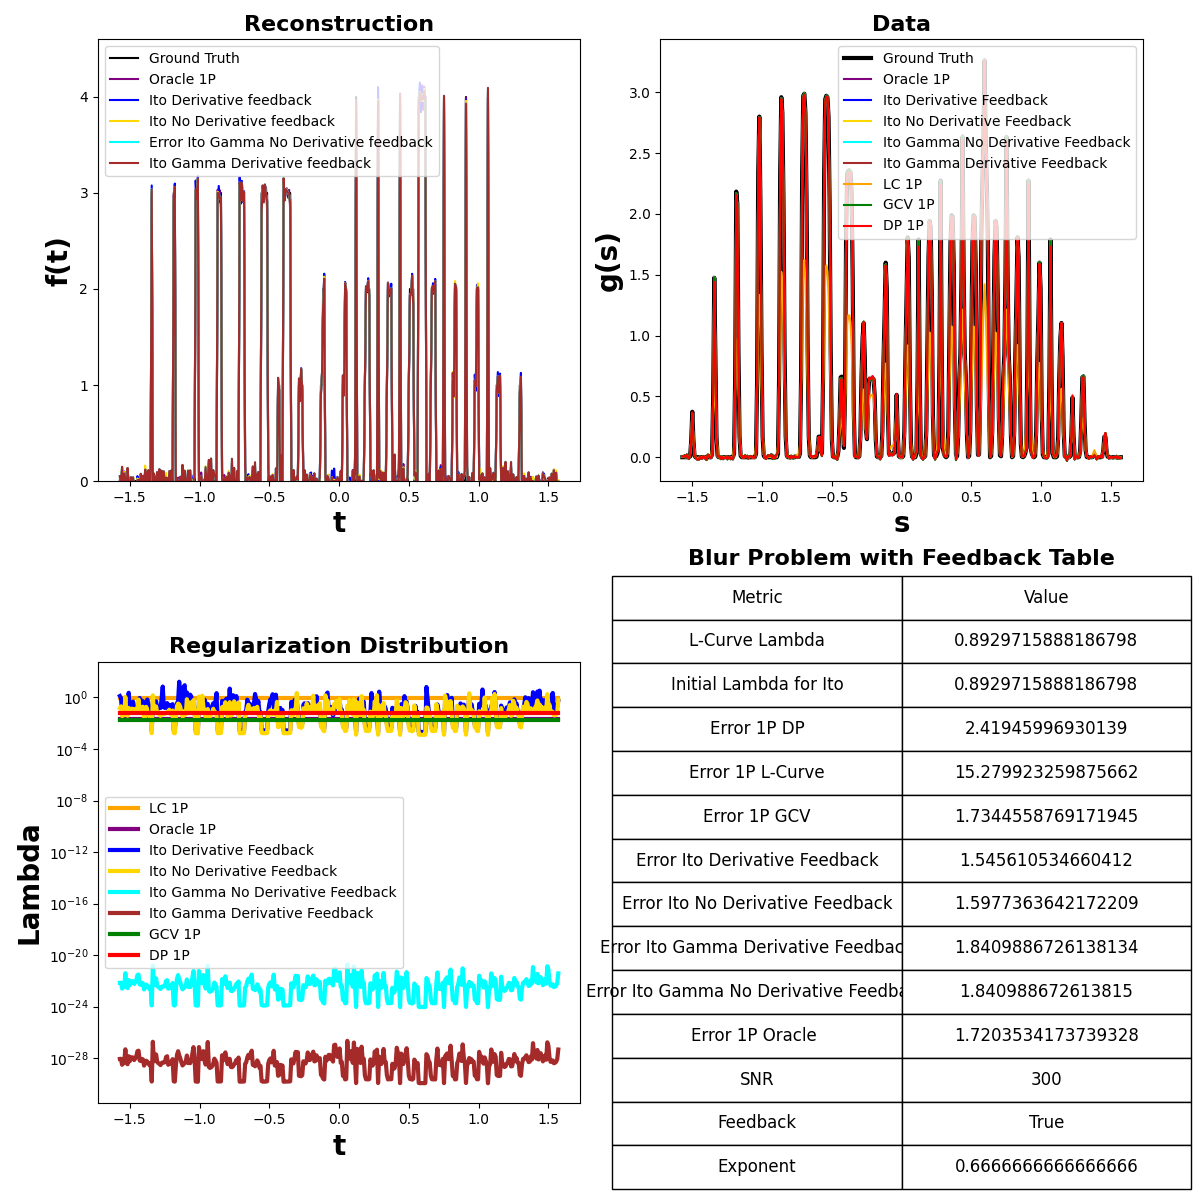 Reconstruction
Ground Truth
Oracle 1P
Ito Derivative feedback
Ito No Derivative feedback
Error Ito Gamma No Derivative feedback
Ito Gamma Derivative feedback
f(t)
4
3
2
1
0
−1.5 −1.0 −0.5 0.0 0.5 1.0 1.5
t
Data
Ground Truth
Oracle 1P
Ito Derivative Feedback
Ito No Derivative Feedback
Ito Gamma No Derivative Feedback
Ito Gamma Derivative Feedback
LC 1P
GCV 1P
DP 1P
g(s)
3.0
2.5
2.0
1.5
1.0
0.5
0.0
−1.5 −1.0 −0.5 0.0 0.5 1.0 1.5
s
Regularization Distribution
Lambda
10^0
10^−4
10^−8
10^−12
10^−16
10^−20
10^−24
10^−28
LC 1P
Oracle 1P
Ito Derivative Feedback
Ito No Derivative Feedback
Ito Gamma No Derivative Feedback
Ito Gamma Derivative Feedback
GCV 1P
DP 1P
−1.5 −1.0 −0.5 0.0 0.5 1.0 1.5
t
Blur Problem with Feedback Table
Metric Value
L-Curve Lambda 0.8929715888186798
Initial Lambda for Ito 0.8929715888186798
Error 1P DP 2.41945996930139
Error 1P L-Curve 15.279923259875662
Error 1P GCV 1.7344558769171945
Error Ito Derivative Feedback 1.545610534660412
Error Ito No Derivative Feedback 1.5977363642172209
Error Ito Gamma Derivative Feedbac 1.8409886726138134
Error Ito Gamma No Derivative Feedba 1.840988672613815
Error 1P Oracle 1.7203534173739328
SNR 300
Feedback True
Exponent 0.6666666666666666